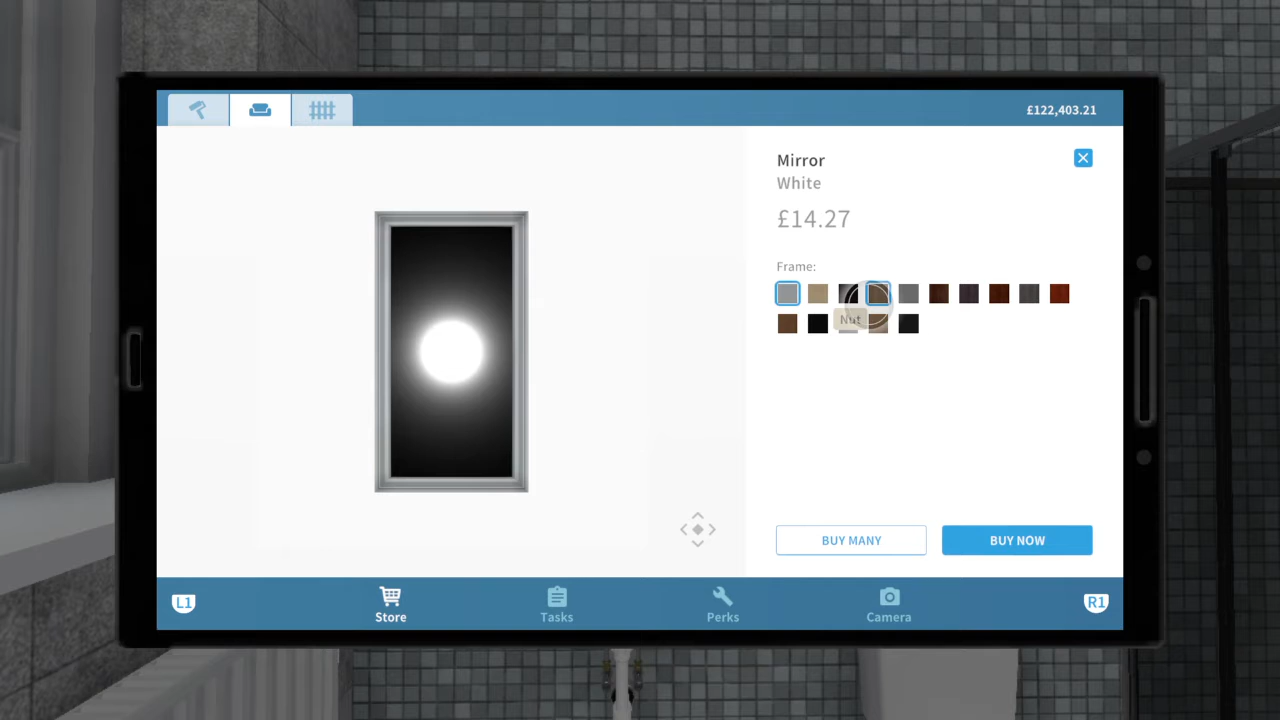 £122,403.21
Mirror
White
£14.27
Frame:
Nut
BUY MANY
BUY NOW
L1
Store
Tasks
Perks
Camera
R1